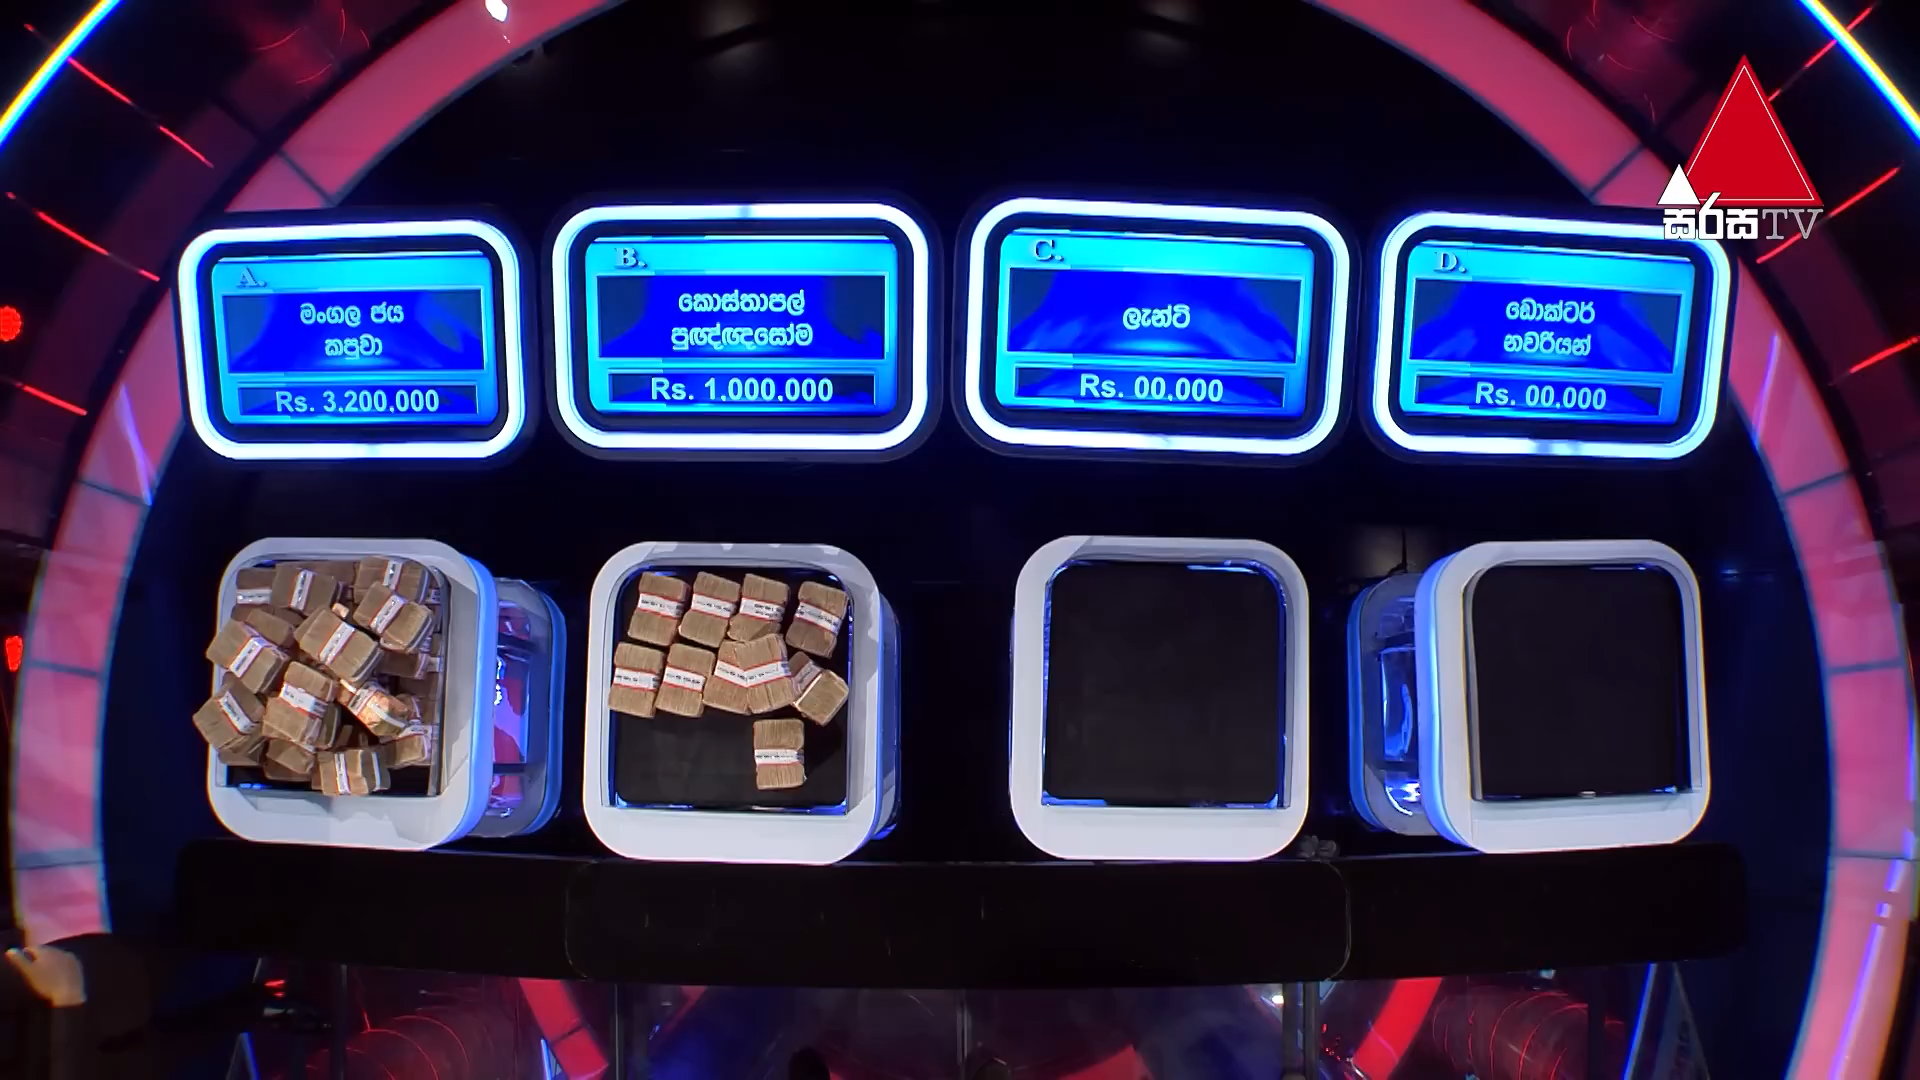 සිරස TV
A.
මංගල ජය
කපුවා
Rs. 3,200,000
B.
කොස්තාපල්
පුඥ්ඥසෝම
Rs. 1,000,000
C.
ලැන්ටි
Rs. 00,000
D.
ඩොක්ටර්
නවරියන්
Rs. 00,000